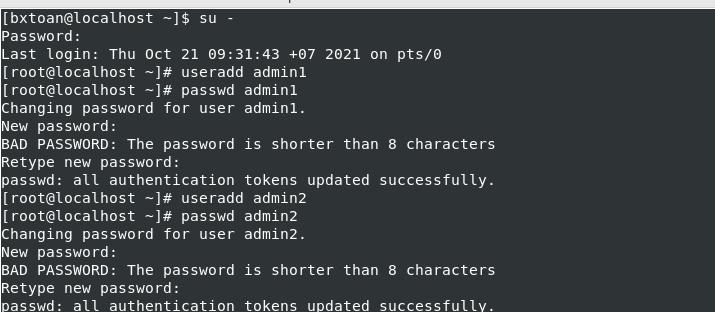 [bxtoan@localhost ~]$ su -
Password:
Last login: Thu Oct 21 09:31:43 +07 2021 on pts/0
[root@localhost ~]# useradd admin1
[root@localhost ~]# passwd admin1
Changing password for user admin1.
New password:
BAD PASSWORD: The password is shorter than 8 characters
Retype new password:
passwd: all authentication tokens updated successfully.
[root@localhost ~]# useradd admin2
[root@localhost ~]# passwd admin2
Changing password for user admin2.
New password:
BAD PASSWORD: The password is shorter than 8 characters
Retype new password:
passwd: all authentication tokens updated successfully.